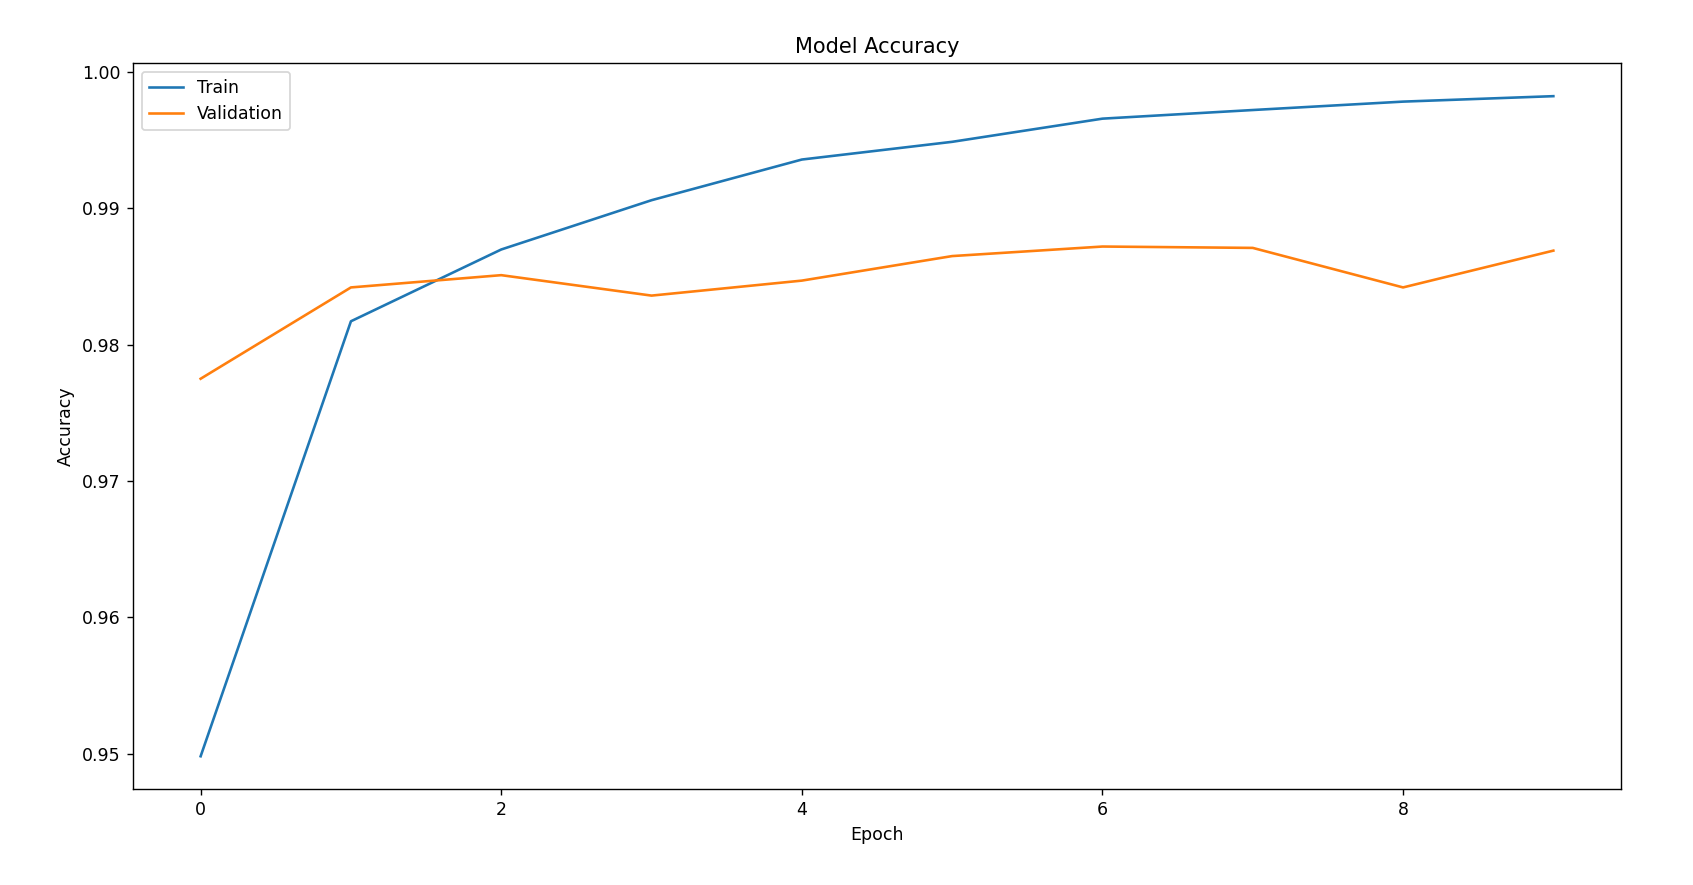 Model Accuracy
Train
Validation
1.00
0.99
0.98
0.97
0.96
0.95
Accuracy
0 2 4 6 8
Epoch